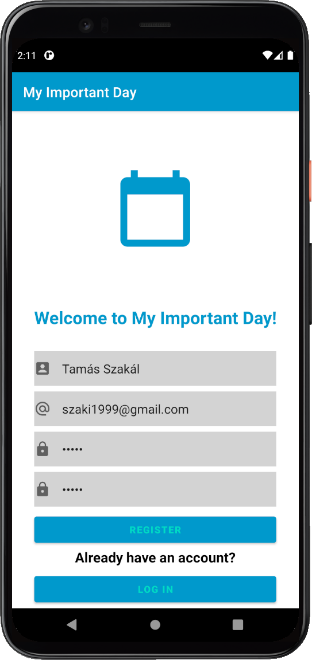 2:11
My Important Day
Welcome to My Important Day!
Tamás Szakál
szaki1999@gmail.com
•••••
•••••
REGISTER
Already have an account?
LOG IN